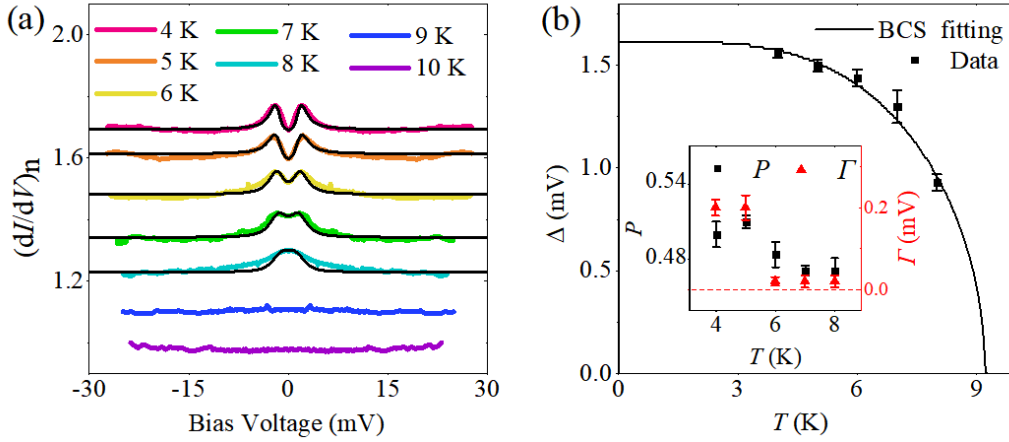 (a)
4 K
5 K
6 K
7 K
8 K
9 K
10 K
2.0
1.6
1.2
(dI/dV)n
-30
-15
0
15
30
Bias Voltage (mV)
(b)
BCS fitting
Data
1.5
1.0
0.5
0.0
Δ (mV)
0
3
6
9
T (K)
P
Γ
0.54
0.48
P
0.2
0.0
Γ (mV)
4
6
8
T (K)